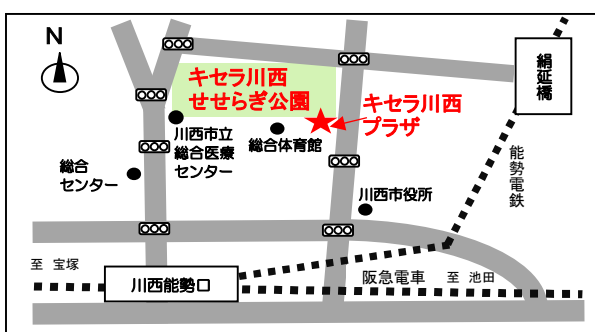 N
キセラ川西
せせらぎ公園
キセラ川西
プラザ
絹延橋
川西市立
総合医療
センター
総合体育館
総合
センター
能勢電鉄
川西市役所
至 宝塚
川西能勢口
阪急電車 至 池田